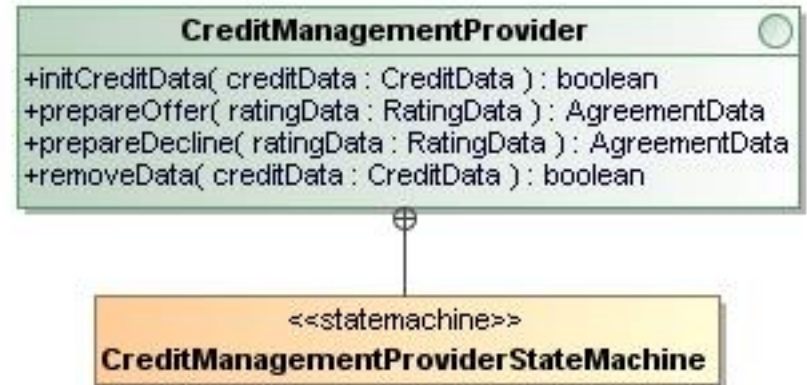 CreditManagementProvider
+initCreditData( creditData : CreditData ) : boolean
+prepareOffer( ratingData : RatingData ) : AgreementData
+prepareDecline( ratingData : RatingData ) : AgreementData
+removeData( creditData : CreditData ) : boolean
<<statemachine>>
CreditManagementProviderStateMachine